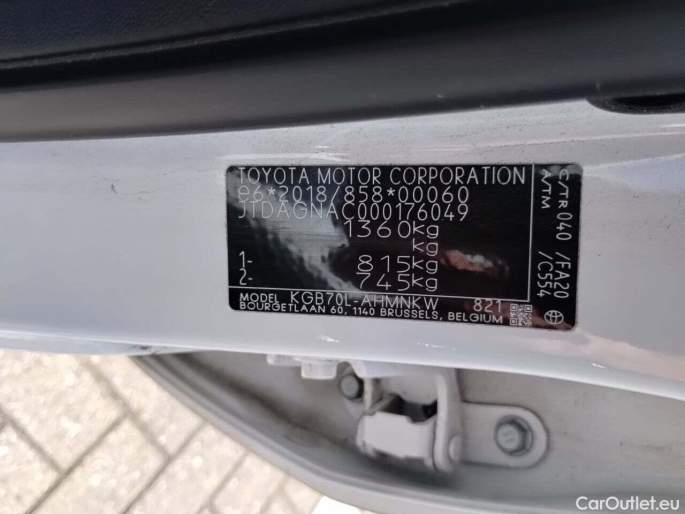 TOYOTA MOTOR CORPORATION
e6*2018/858*00060
JTDAGNAC000176049
1360kg
kg
1- 815kg
2- 745kg
MODEL KGB70L-AHMNKW 821
BOURGETLAAN 60, 1140 BRUSSELS, BELGIUM
C/TR 040 /FA20
A/TM /C554
CarOutlet.eu